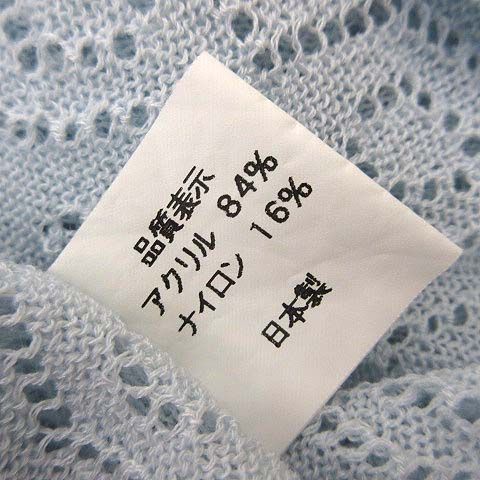 品質表示
アクリル 84%
ナイロン 16%
日本製